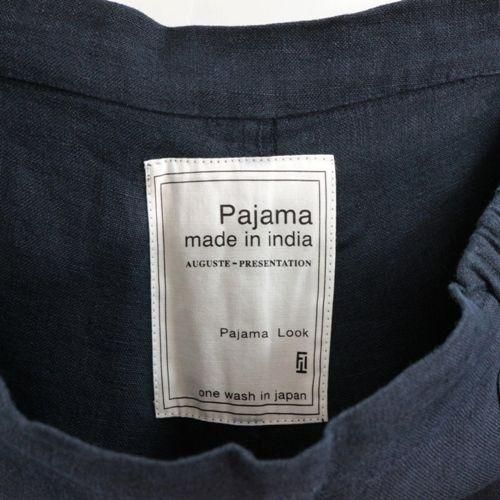 Pajama
made in india
AUGUSTE-PRESENTATION
Pajama Look
one wash in japan